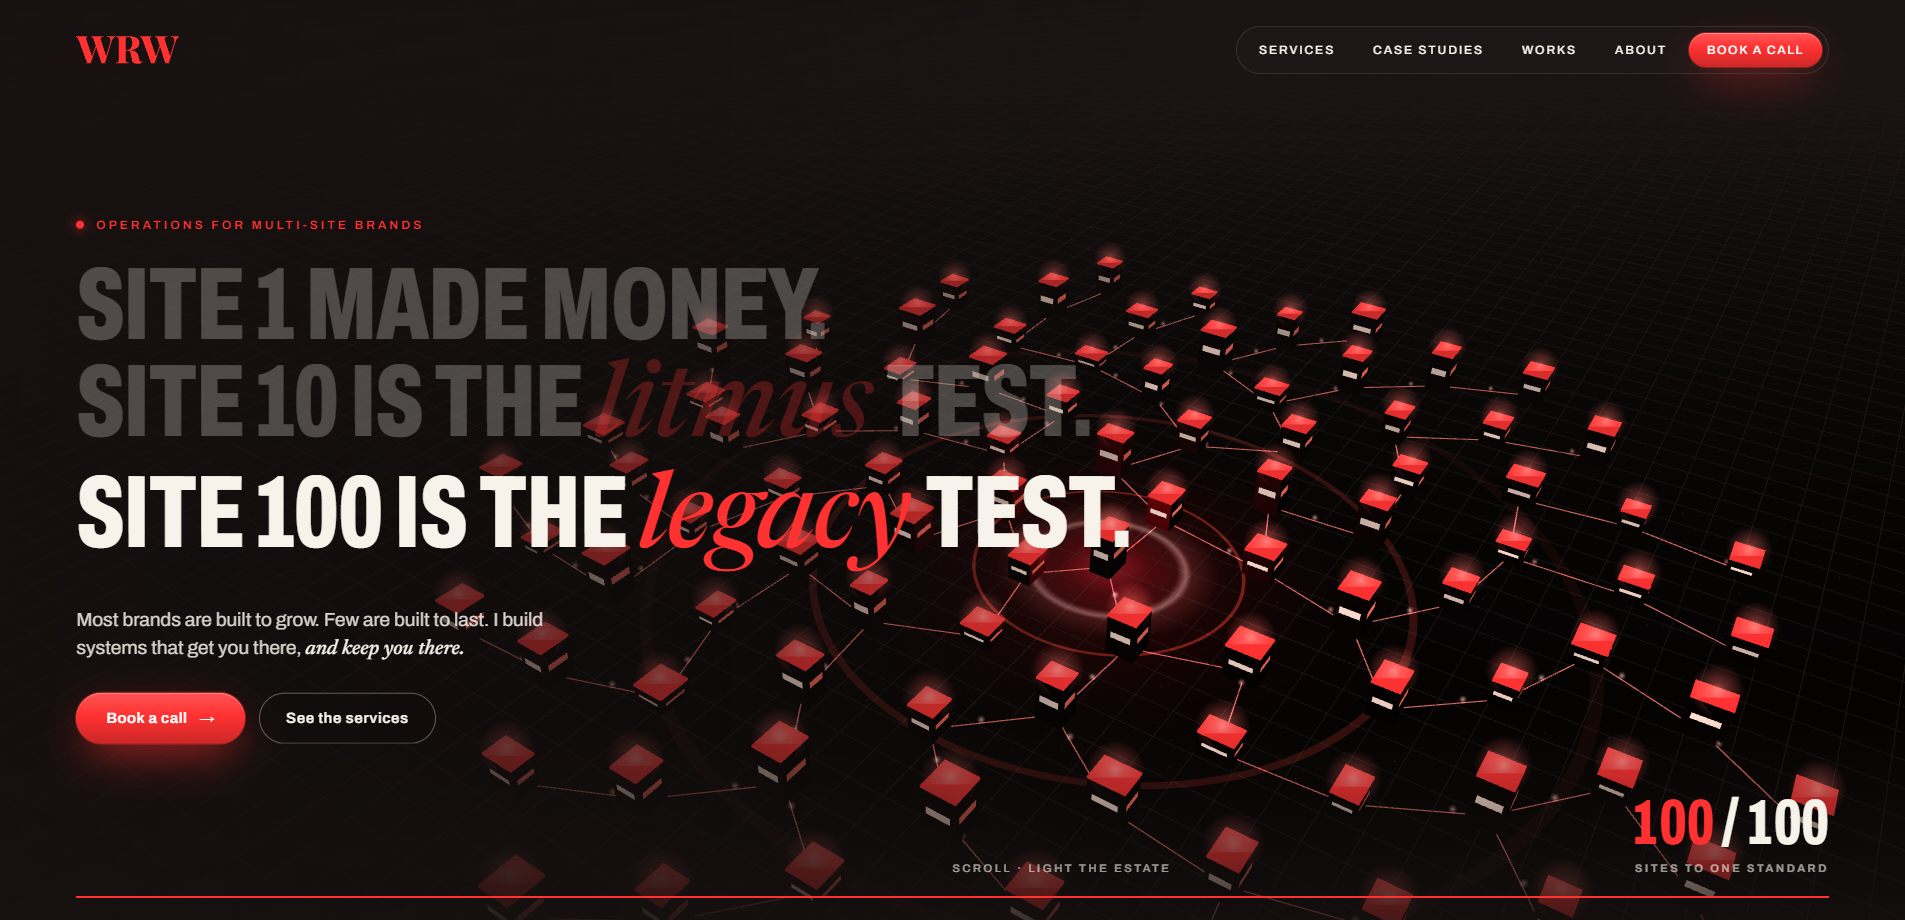 WRW
SERVICES
CASE STUDIES
WORKS
ABOUT
BOOK A CALL
OPERATIONS FOR MULTI-SITE BRANDS
SITE 1 MADE MONEY.
SITE 10 IS THE litmus TEST.
SITE 100 IS THE legacy TEST.
Most brands are built to grow. Few are built to last. I build
systems that get you there, and keep you there.
Book a call →
See the services
100 / 100
SCROLL · LIGHT THE ESTATE
SITES TO ONE STANDARD